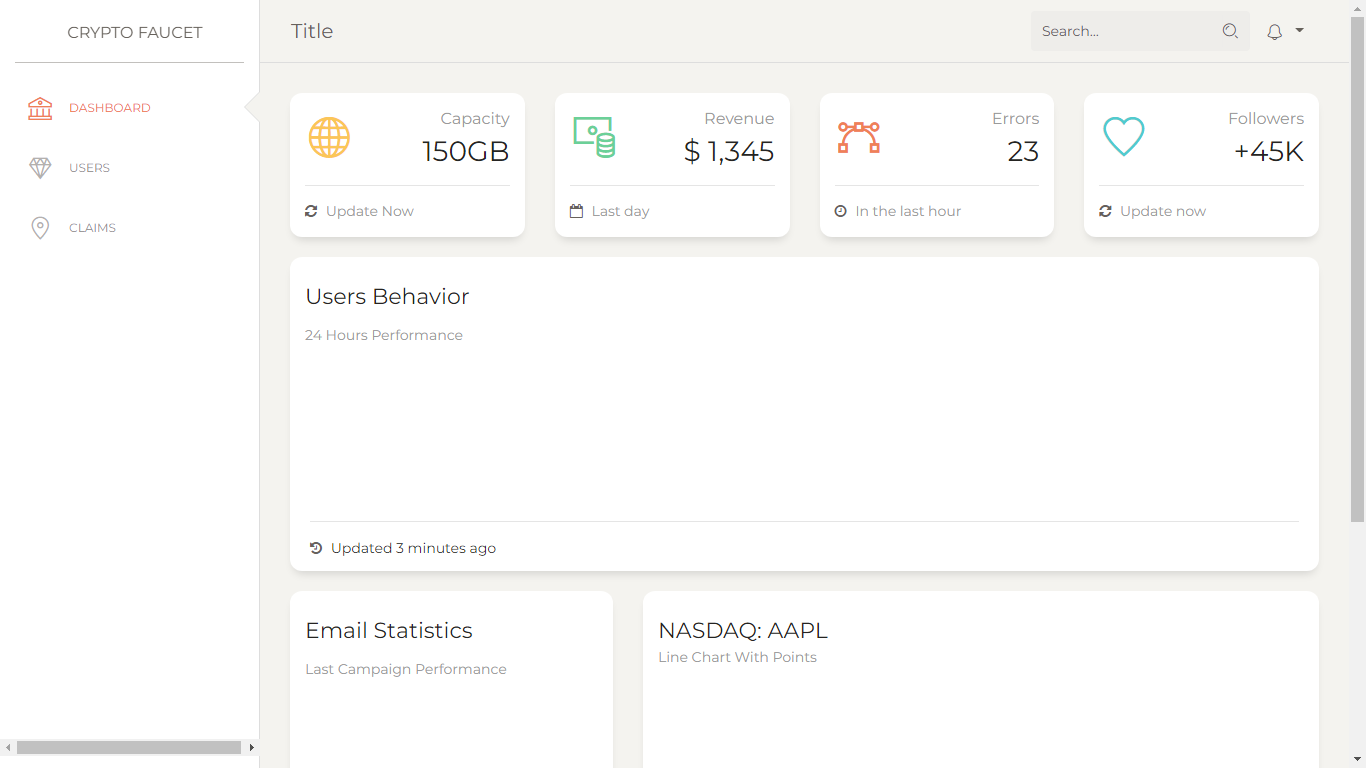 CRYPTO FAUCET
DASHBOARD
USERS
CLAIMS
Title
Search...
Capacity
150GB
Update Now
Revenue
$ 1,345
Last day
Errors
23
In the last hour
Followers
+45K
Update now
Users Behavior
24 Hours Performance
Updated 3 minutes ago
Email Statistics
Last Campaign Performance
NASDAQ: AAPL
Line Chart With Points